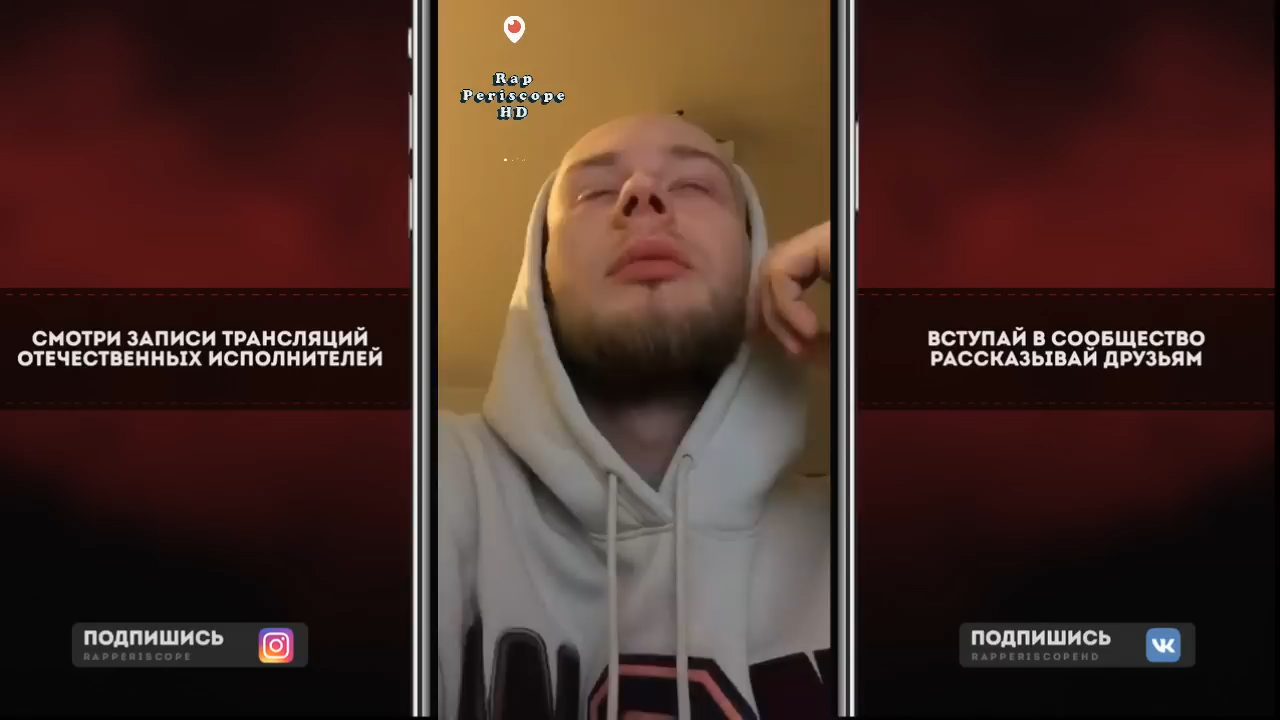 Rap
Periscope
HD
СМОТРИ ЗАПИСИ ТРАНСЛЯЦИЙ
ОТЕЧЕСТВЕННЫХ ИСПОЛНИТЕЛЕЙ
ВСТУПАЙ В СООБЩЕСТВО
РАССКАЗЫВАЙ ДРУЗЬЯМ
ПОДПИШИСЬ
RAPPERISCOPE
ПОДПИШИСЬ
RAPPERISCOPEHD